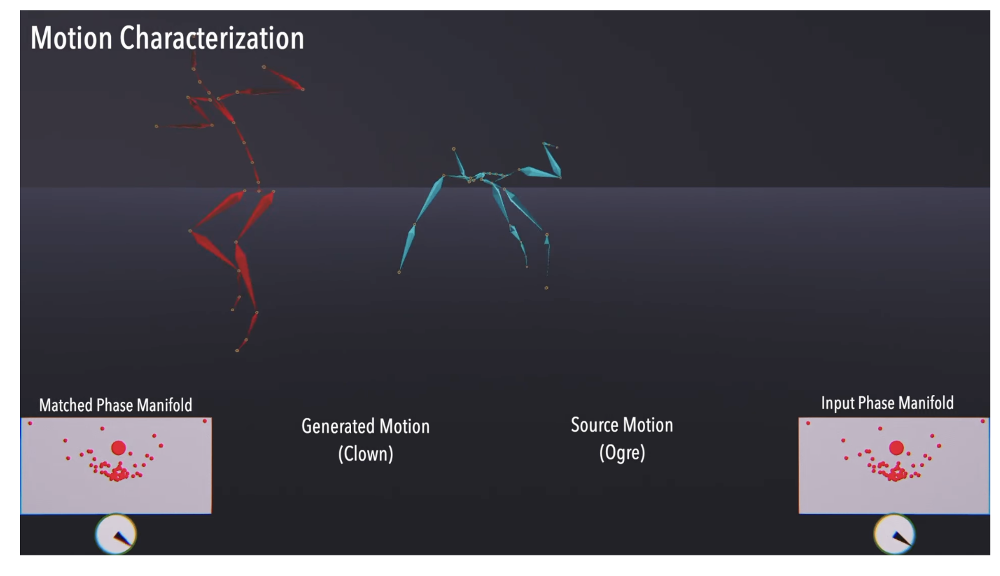 Motion Characterization
Matched Phase Manifold
Generated Motion
(Clown)
Source Motion
(Ogre)
Input Phase Manifold